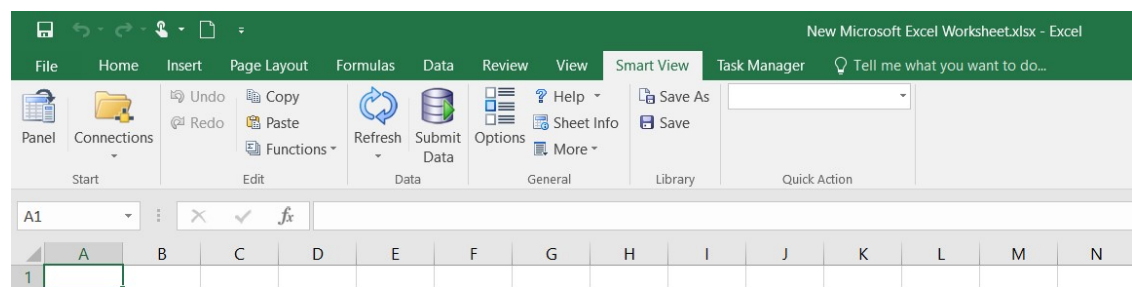 New Microsoft Excel Worksheet.xlsx - Excel
File Home Insert Page Layout Formulas Data Review View Smart View Task Manager Tell me what you want to do...
Undo Copy Help Save As
Redo Paste Sheet Info Save
Panel Connections Functions Refresh Submit Data Options More
Start Edit Data General Library Quick Action
A1 fx
A B C D E F G H I J K L M N
1